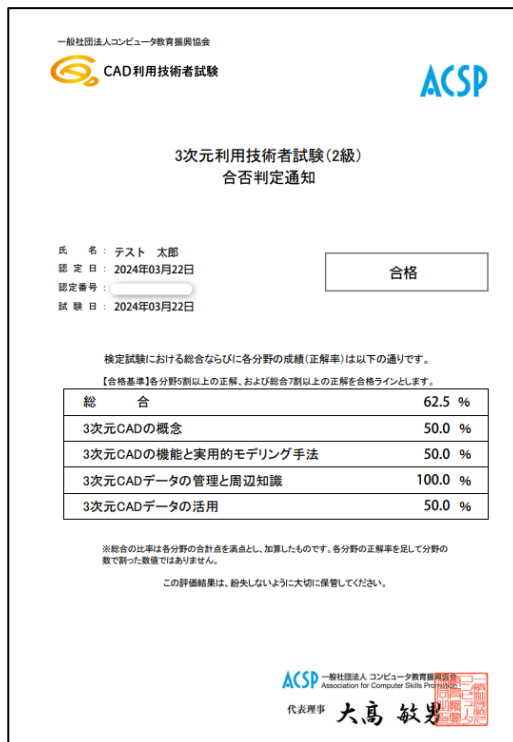 一般社団法人コンピュータ教育振興協会
CAD利用技術者試験
ACSP
3次元利用技術者試験(2級)
合否判定通知
氏 名 : テスト 太郎
認 定 日 : 2024年03月22日
認定番号 :
試 験 日 : 2024年03月22日
合格
検定試験における総合ならびに各分野の成績(正解率)は以下の通りです。
【合格基準】各分野5割以上の正解、および総合7割以上の正解を合格ラインとします。
総 合 62.5 %
3次元CADの概念 50.0 %
3次元CADの機能と実用的モデリング手法 50.0 %
3次元CADデータの管理と周辺知識 100.0 %
3次元CADデータの活用 50.0 %
※総合の比率は各分野の合計点を満点とし、加算したものです。各分野の正解率を足して分野の
数で割った数値ではありません。
この評価結果は、紛失しないように大切に保管してください。
ACSP 一般社団法人 コンピュータ教育振興協会
Association for Computer Skills Promotion
代表理事 大高 敏男